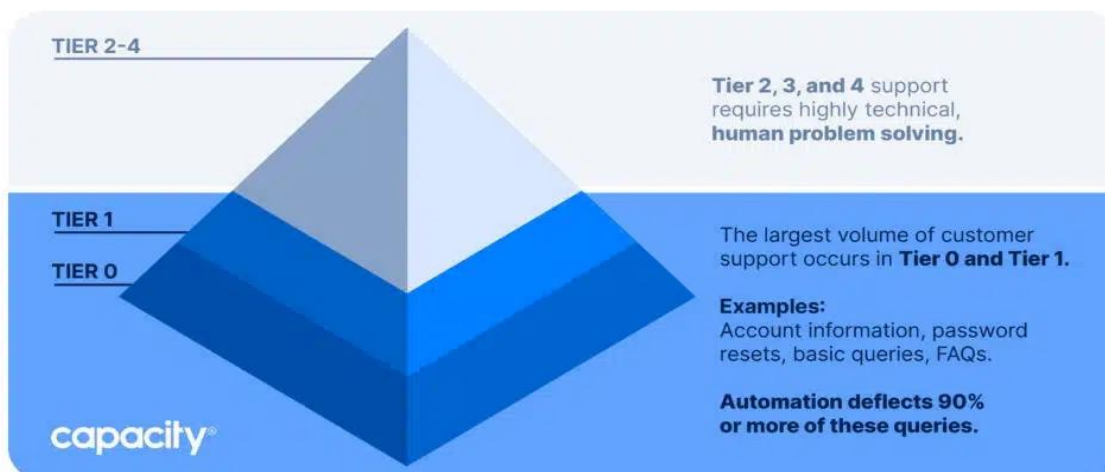 TIER 2-4
Tier 2, 3, and 4 support
requires highly technical,
human problem solving.
TIER 1
TIER 0
The largest volume of customer
support occurs in Tier 0 and Tier 1.
Examples:
Account information, password
resets, basic queries, FAQs.
Automation deflects 90%
or more of these queries.
capacity®